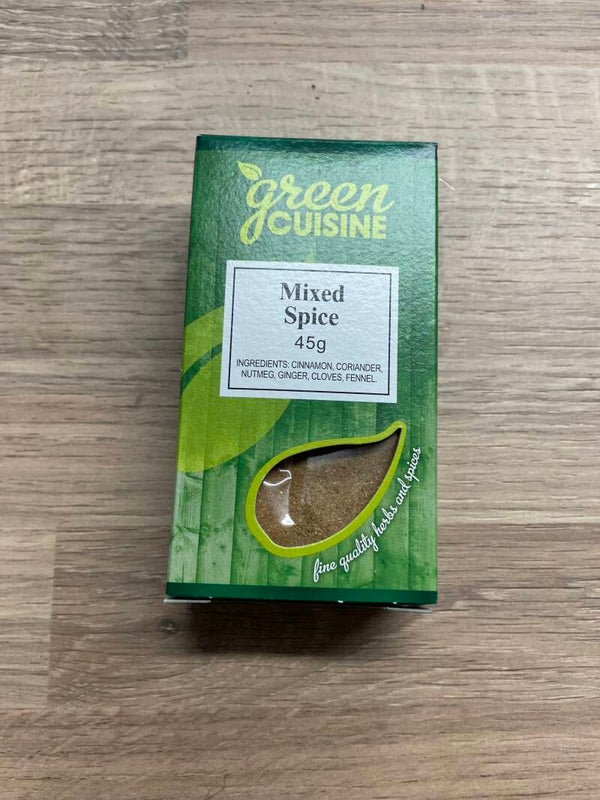 green
CUISINE
Mixed
Spice
45g
INGREDIENTS: CINNAMON, CORIANDER,
NUTMEG, GINGER, CLOVES, FENNEL.
fine quality herbs and spices